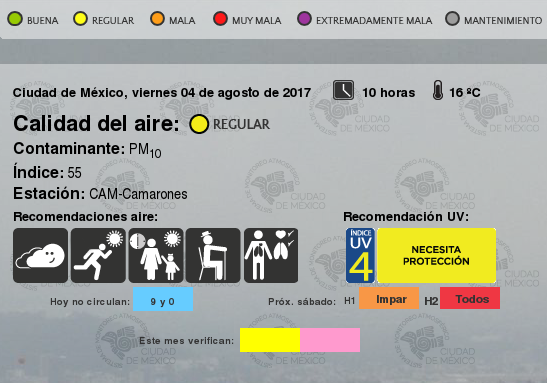 BUENA REGULAR MALA MUY MALA EXTREMADAMENTE MALA MANTENIMIENTO
Ciudad de México, viernes 04 de agosto de 2017 10 horas 16 ºC
Calidad del aire: REGULAR
Contaminante: PM10
Índice: 55
Estación: CAM-Camarones
Recomendaciones aire: Recomendación UV:
ÍNDICE
UV
4
NECESITA
PROTECCIÓN
Hoy no circulan: 9 y 0 Próx. sábado: H1 Impar H2 Todos
Este mes verifican:
CIUDAD
DE MÉXICO